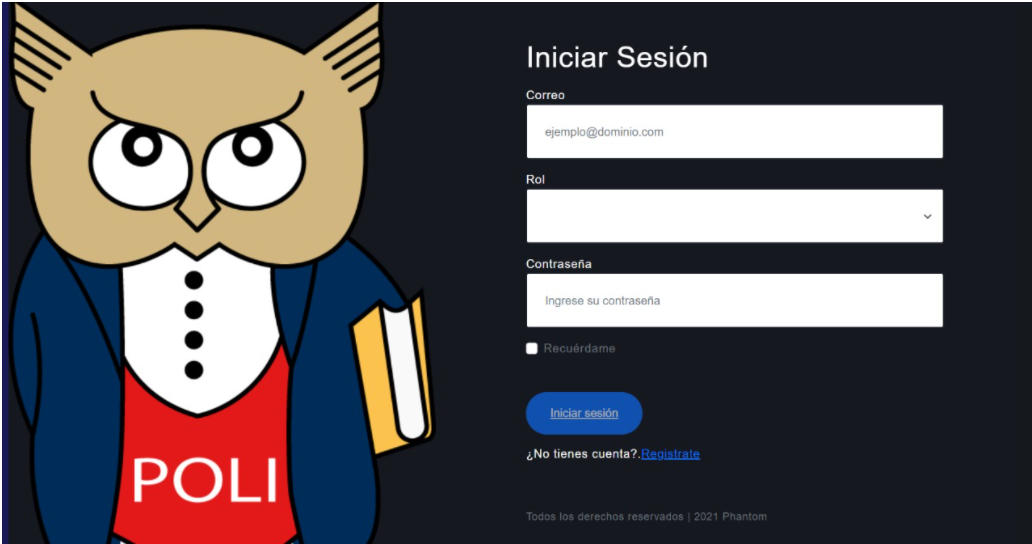 Iniciar Sesión
Correo
ejemplo@dominio.com
Rol
Contraseña
Ingrese su contraseña
Recuérdame
Iniciar sesión
¿No tienes cuenta?.Registrate
Todos los derechos reservados | 2021 Phantom
POLI